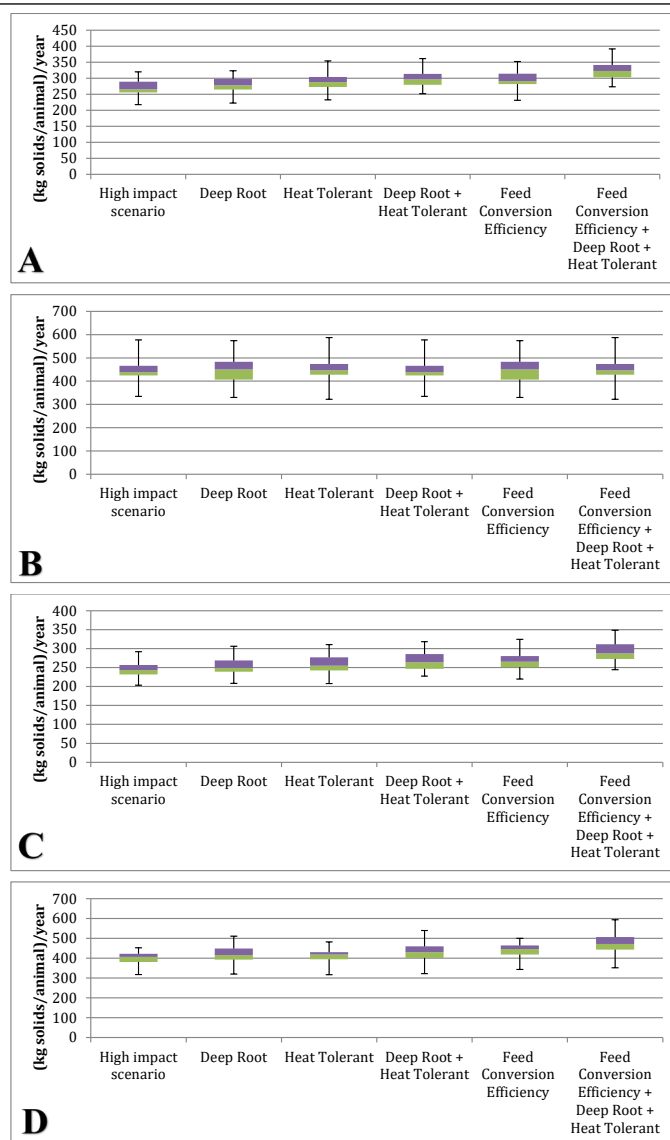 (kg solids/animal)/year
450
400
350
300
250
200
150
100
50
0
High impact
scenario
Deep Root
Heat Tolerant
Deep Root +
Heat Tolerant
Feed
Conversion
Efficiency
Feed
Conversion
Efficiency +
Deep Root +
Heat Tolerant
A
(kg solids/animal)/year
700
600
500
400
300
200
100
0
High impact
scenario
Deep Root
Heat Tolerant
Deep Root +
Heat Tolerant
Feed
Conversion
Efficiency
Feed
Conversion
Efficiency +
Deep Root +
Heat Tolerant
B
(kg solids/animal)/year
400
350
300
250
200
150
100
50
0
High impact
scenario
Deep Root
Heat Tolerant
Deep Root +
Heat Tolerant
Feed
Conversion
Efficiency
Feed
Conversion
Efficiency +
Deep Root +
Heat Tolerant
C
(kg solids/animal)/year
700
600
500
400
300
200
100
0
High impact
scenario
Deep Root
Heat Tolerant
Deep Root +
Heat Tolerant
Feed
Conversion
Efficiency
Feed
Conversion
Efficiency +
Deep Root +
Heat Tolerant
D